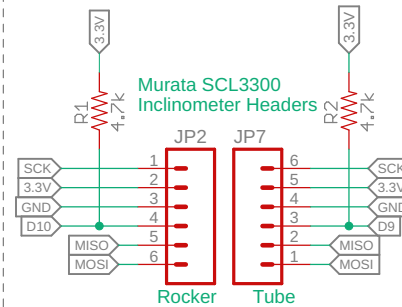 3.3V
3.3V
Murata SCL3300
Inclinometer Headers
R1
4.7k
R2
4.7k
JP2
JP7
SCK
1
6
SCK
3.3V
2
5
3.3V
GND
3
4
GND
D10
4
3
D9
MISO
5
2
MISO
MOSI
6
1
MOSI
Rocker
Tube